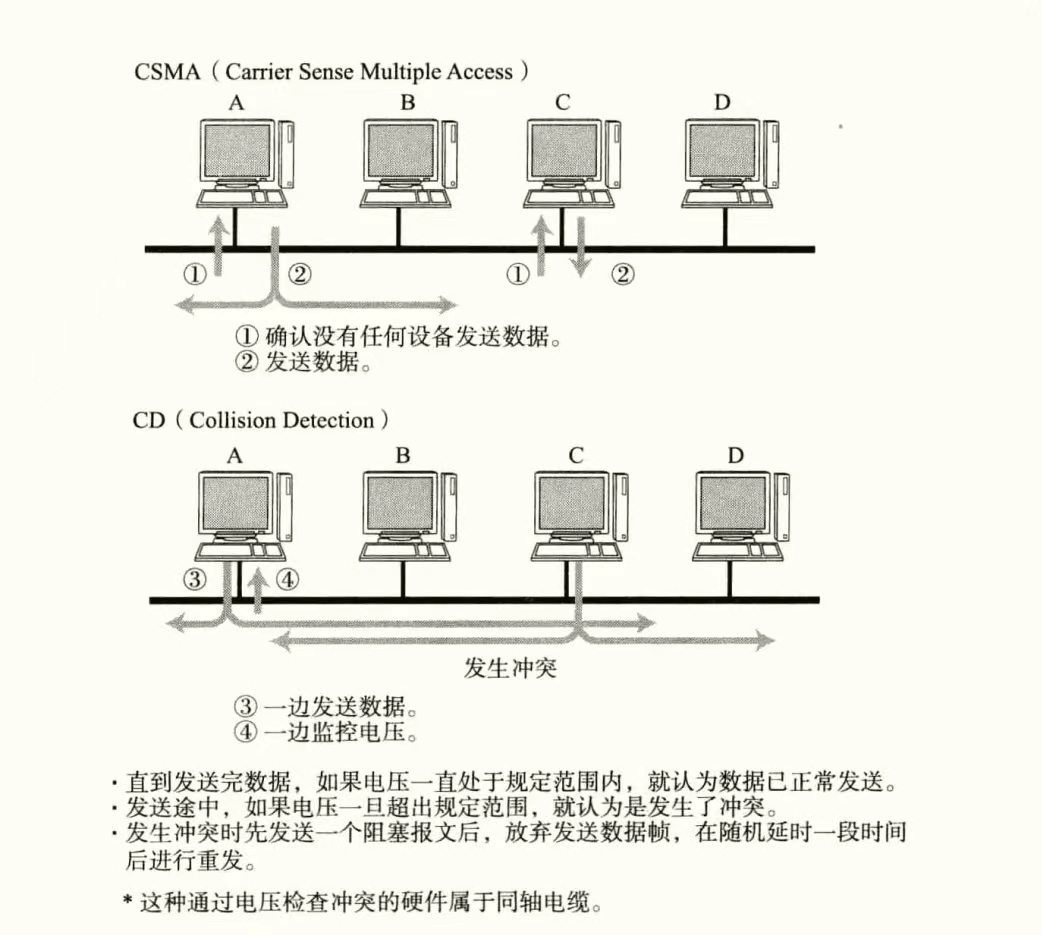 CSMA（Carrier Sense Multiple Access）
A B C D
① ② ① ②
① 确认没有任何设备发送数据。
② 发送数据。
CD（Collision Detection）
A B C D
③ ④
发生冲突
③ 一边发送数据。
④ 一边监控电压。
·直到发送完数据，如果电压一直处于规定范围内，就认为数据已正常发送。
·发送途中，如果电压一旦超出规定范围，就认为是发生了冲突。
·发生冲突时先发送一个阻塞报文后，放弃发送数据帧，在随机延时一段时间
后进行重发。
* 这种通过电压检查冲突的硬件属于同轴电缆。